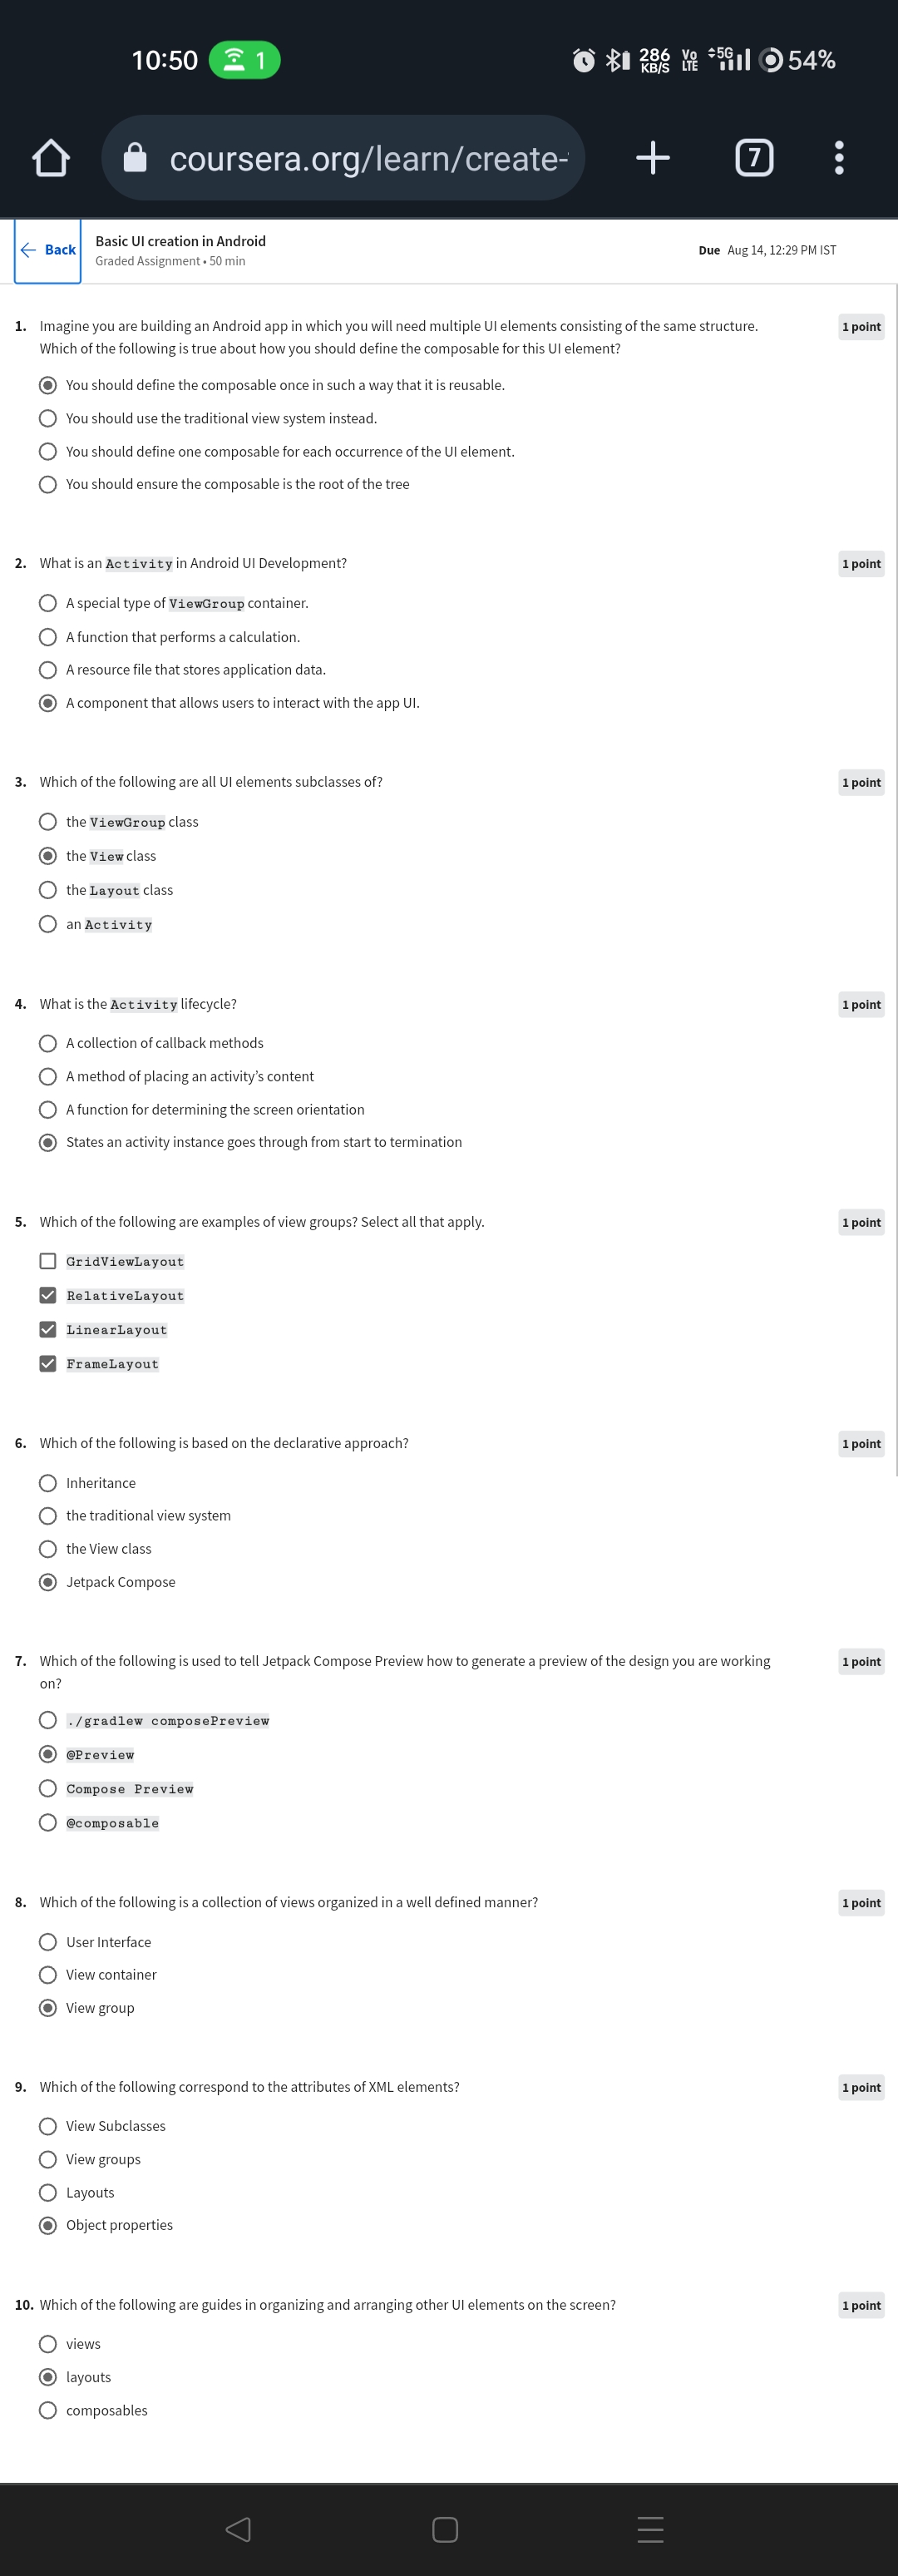 10:50 1 286 KB/S Vo LTE 5G 54%
coursera.org/learn/create- 7
Back
Basic UI creation in Android
Graded Assignment • 50 min
Due Aug 14, 12:29 PM IST
1. Imagine you are building an Android app in which you will need multiple UI elements consisting of the same structure. 1 point
Which of the following is true about how you should define the composable for this UI element?
You should define the composable once in such a way that it is reusable.
You should use the traditional view system instead.
You should define one composable for each occurrence of the UI element.
You should ensure the composable is the root of the tree
2. What is an Activity in Android UI Development? 1 point
A special type of ViewGroup container.
A function that performs a calculation.
A resource file that stores application data.
A component that allows users to interact with the app UI.
3. Which of the following are all UI elements subclasses of? 1 point
the ViewGroup class
the View class
the Layout class
an Activity
4. What is the Activity lifecycle? 1 point
A collection of callback methods
A method of placing an activity’s content
A function for determining the screen orientation
States an activity instance goes through from start to termination
5. Which of the following are examples of view groups? Select all that apply. 1 point
GridViewLayout
RelativeLayout
LinearLayout
FrameLayout
6. Which of the following is based on the declarative approach? 1 point
Inheritance
the traditional view system
the View class
Jetpack Compose
7. Which of the following is used to tell Jetpack Compose Preview how to generate a preview of the design you are working 1 point
on?
./gradlew composePreview
@Preview
Compose Preview
@composable
8. Which of the following is a collection of views organized in a well defined manner? 1 point
User Interface
View container
View group
9. Which of the following correspond to the attributes of XML elements? 1 point
View Subclasses
View groups
Layouts
Object properties
10. Which of the following are guides in organizing and arranging other UI elements on the screen? 1 point
views
layouts
composables